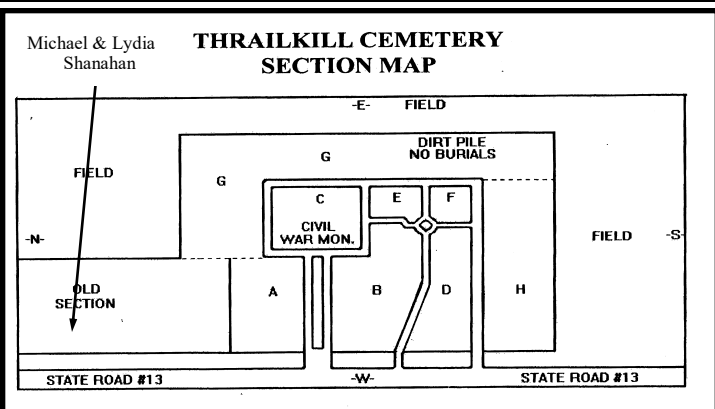 Michael & Lydia
Shanahan
THRAILKILL CEMETERY
SECTION MAP
-E- FIELD
DIRT PILE
NO BURIALS
G
FIELD
G
C
E
F
CIVIL
WAR MON.
-N-
FIELD
-S-
OLD
SECTION
A
B
D
H
STATE ROAD #13
-W-
STATE ROAD #13